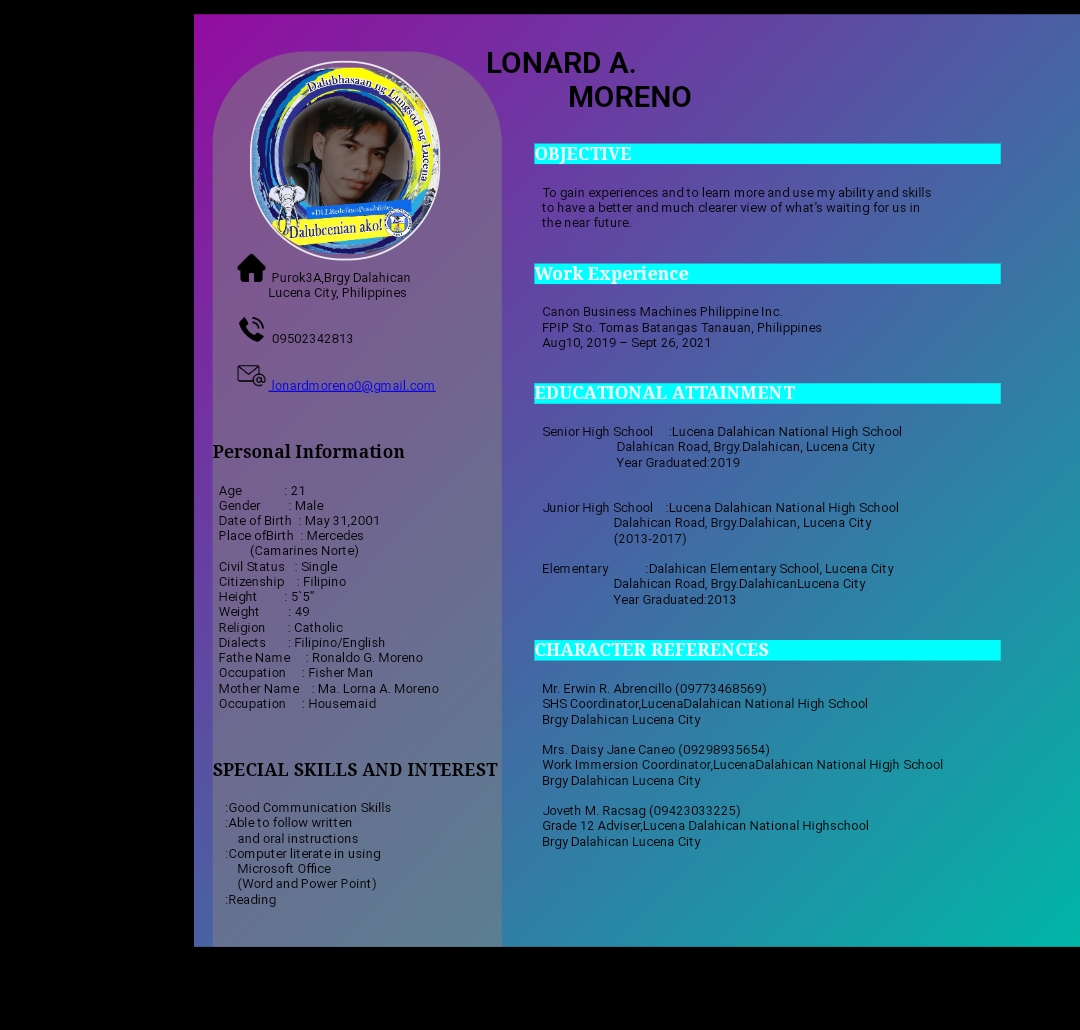 LONARD A.
MORENO
Dalubhasaan ng Lungsod ng Lucena
#DLLRedefinesPossibilities
Dalubcenian ako!
Purok3A,Brgy Dalahican
Lucena City, Philippines
09502342813
lonardmoreno0@gmail.com
Personal Information
Age : 21
Gender : Male
Date of Birth : May 31,2001
Place ofBirth : Mercedes
(Camarines Norte)
Civil Status : Single
Citizenship : Filipino
Height : 5`5"
Weight : 49
Religion : Catholic
Dialects : Filipino/English
Fathe Name : Ronaldo G. Moreno
Occupation : Fisher Man
Mother Name : Ma. Lorna A. Moreno
Occupation : Housemaid
SPECIAL SKILLS AND INTEREST
:Good Communication Skills
:Able to follow written
and oral instructions
:Computer literate in using
Microsoft Office
(Word and Power Point)
:Reading
OBJECTIVE
To gain experiences and to learn more and use my ability and skills
to have a better and much clearer view of what's waiting for us in
the near future.
Work Experience
Canon Business Machines Philippine Inc.
FPIP Sto. Tomas Batangas Tanauan, Philippines
Aug10, 2019 – Sept 26, 2021
EDUCATIONAL ATTAINMENT
Senior High School :Lucena Dalahican National High School
Dalahican Road, Brgy.Dalahican, Lucena City
Year Graduated:2019
Junior High School :Lucena Dalahican National High School
Dalahican Road, Brgy.Dalahican, Lucena City
(2013-2017)
Elementary :Dalahican Elementary School, Lucena City
Dalahican Road, Brgy.DalahicanLucena City
Year Graduated:2013
CHARACTER REFERENCES
Mr. Erwin R. Abrencillo (09773468569)
SHS Coordinator,LucenaDalahican National High School
Brgy Dalahican Lucena City
Mrs. Daisy Jane Caneo (09298935654)
Work Immersion Coordinator,LucenaDalahican National Higjh School
Brgy Dalahican Lucena City
Joveth M. Racsag (09423033225)
Grade 12 Adviser,Lucena Dalahican National Highschool
Brgy Dalahican Lucena City